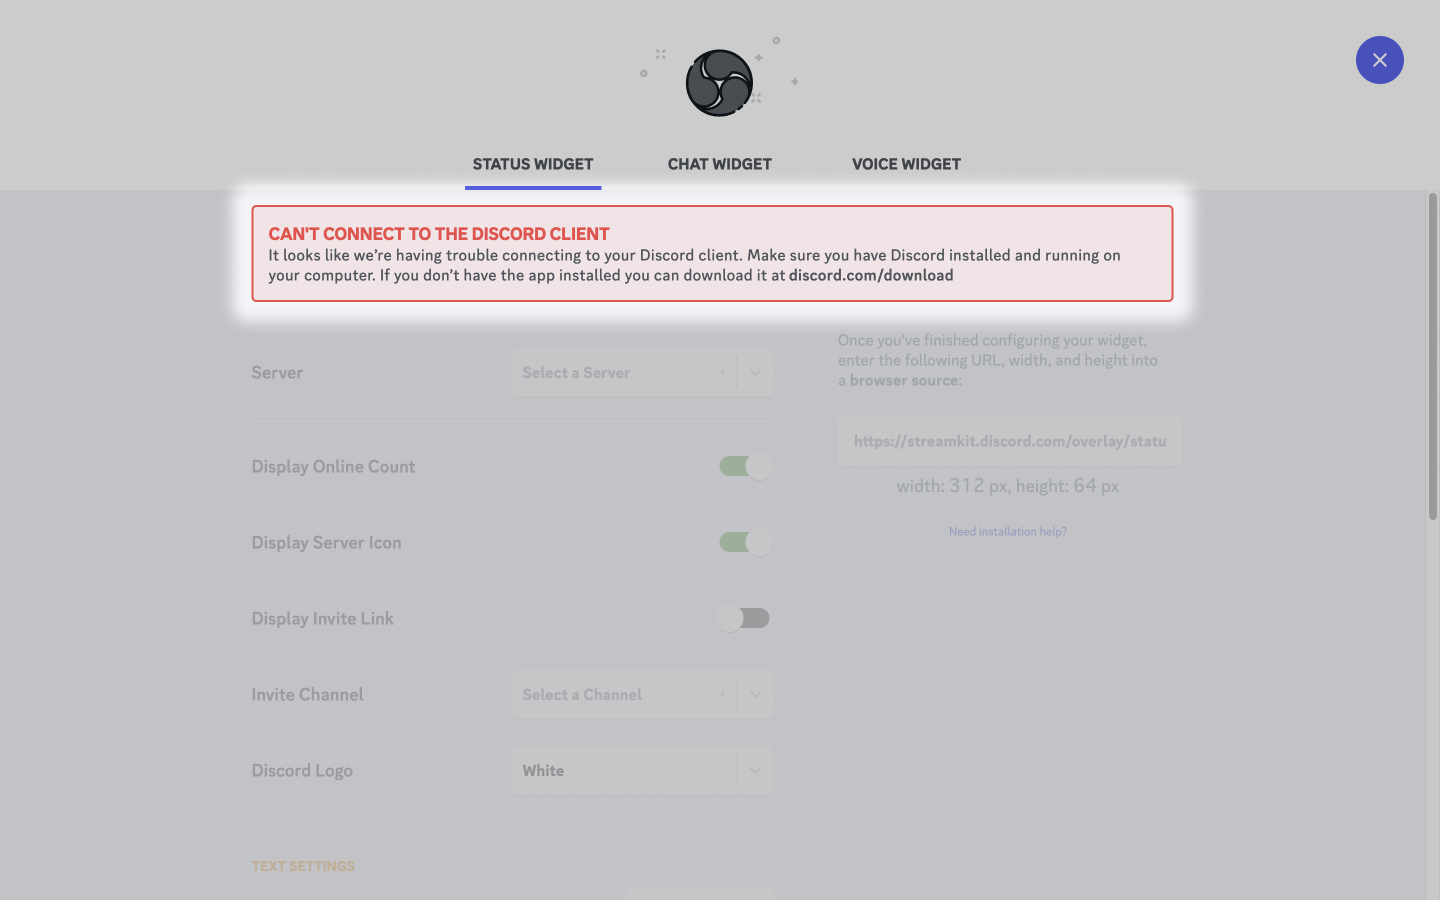 STATUS WIDGET
CHAT WIDGET
VOICE WIDGET
CAN'T CONNECT TO THE DISCORD CLIENT
It looks like we’re having trouble connecting to your Discord client. Make sure you have Discord installed and running on
your computer. If you don’t have the app installed you can download it at discord.com/download
Server
Select a Server
Display Online Count
Display Server Icon
Display Invite Link
Invite Channel
Select a Channel
Discord Logo
White
TEXT SETTINGS
Once you've finished configuring your widget,
enter the following URL, width, and height into
a browser source:
https://streamkit.discord.com/overlay/statu
width: 312 px, height: 64 px
Need installation help?